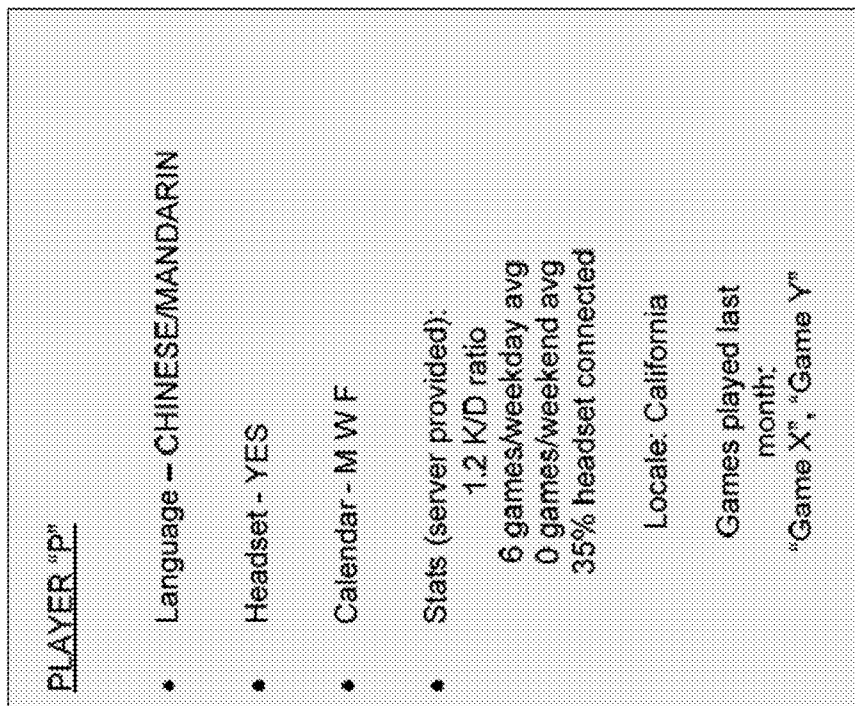 PLAYER “P”
• Language – CHINESE/MANDARIN
• Headset - YES
• Calendar - M W F
• Stats (server provided):
1.2 K/D ratio
6 games/weekday avg
0 games/weekend avg
35% headset connected
Locale: California
Games played last
month:
“Game X”, “Game Y”